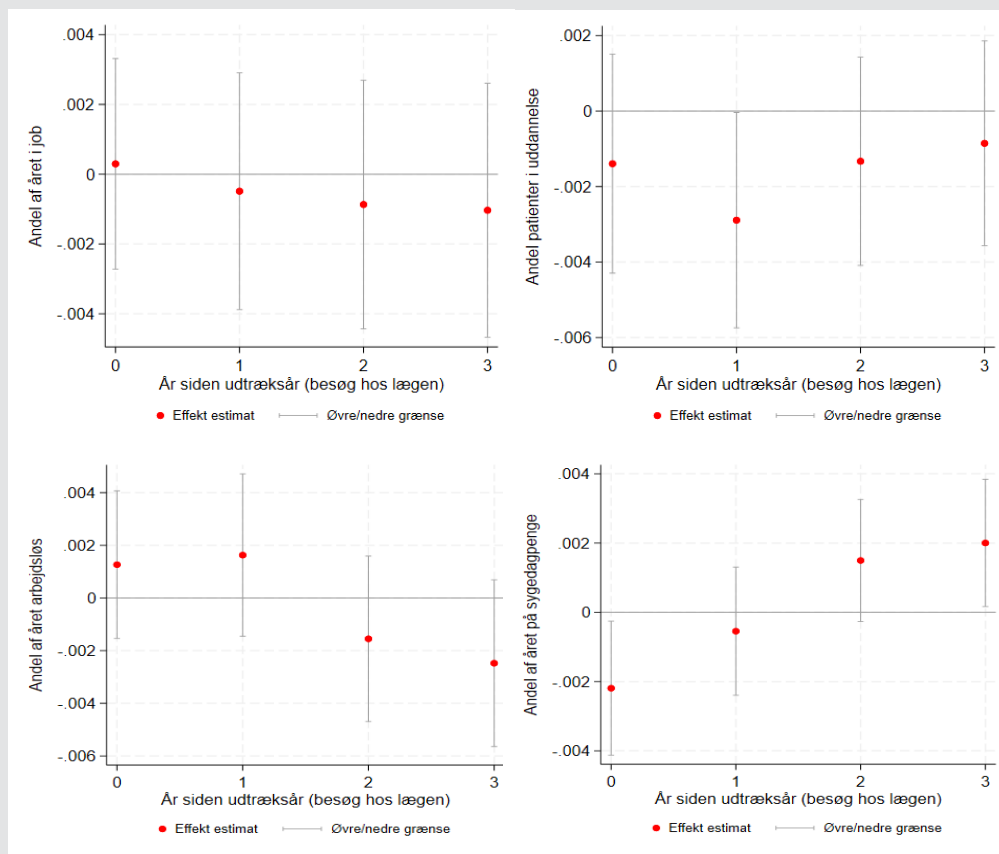 Andel af året i job
.004
.002
0
-.002
-.004
0 1 2 3
År siden udtræksår (besøg hos lægen)
Effekt estimat Øvre/nedre grænse
Andel patienter i uddannelse
.002
0
-.002
-.004
-.006
0 1 2 3
År siden udtræksår (besøg hos lægen)
Effekt estimat Øvre/nedre grænse
Andel af året arbejdsløs
.004
.002
0
-.002
-.004
-.006
0 1 2 3
År siden udtræksår (besøg hos lægen)
Effekt estimat Øvre/nedre grænse
Andel af året på sygedagpenge
.004
.002
0
-.002
-.004
0 1 2 3
År siden udtræksår (besøg hos lægen)
Effekt estimat Øvre/nedre grænse